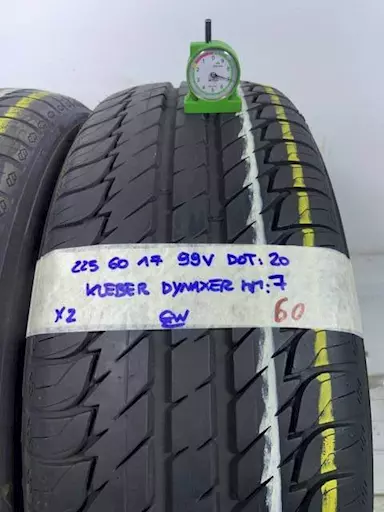 225 60 17 99V DOT: 20
KLEBER DYNAXER MM: 7
X2
60